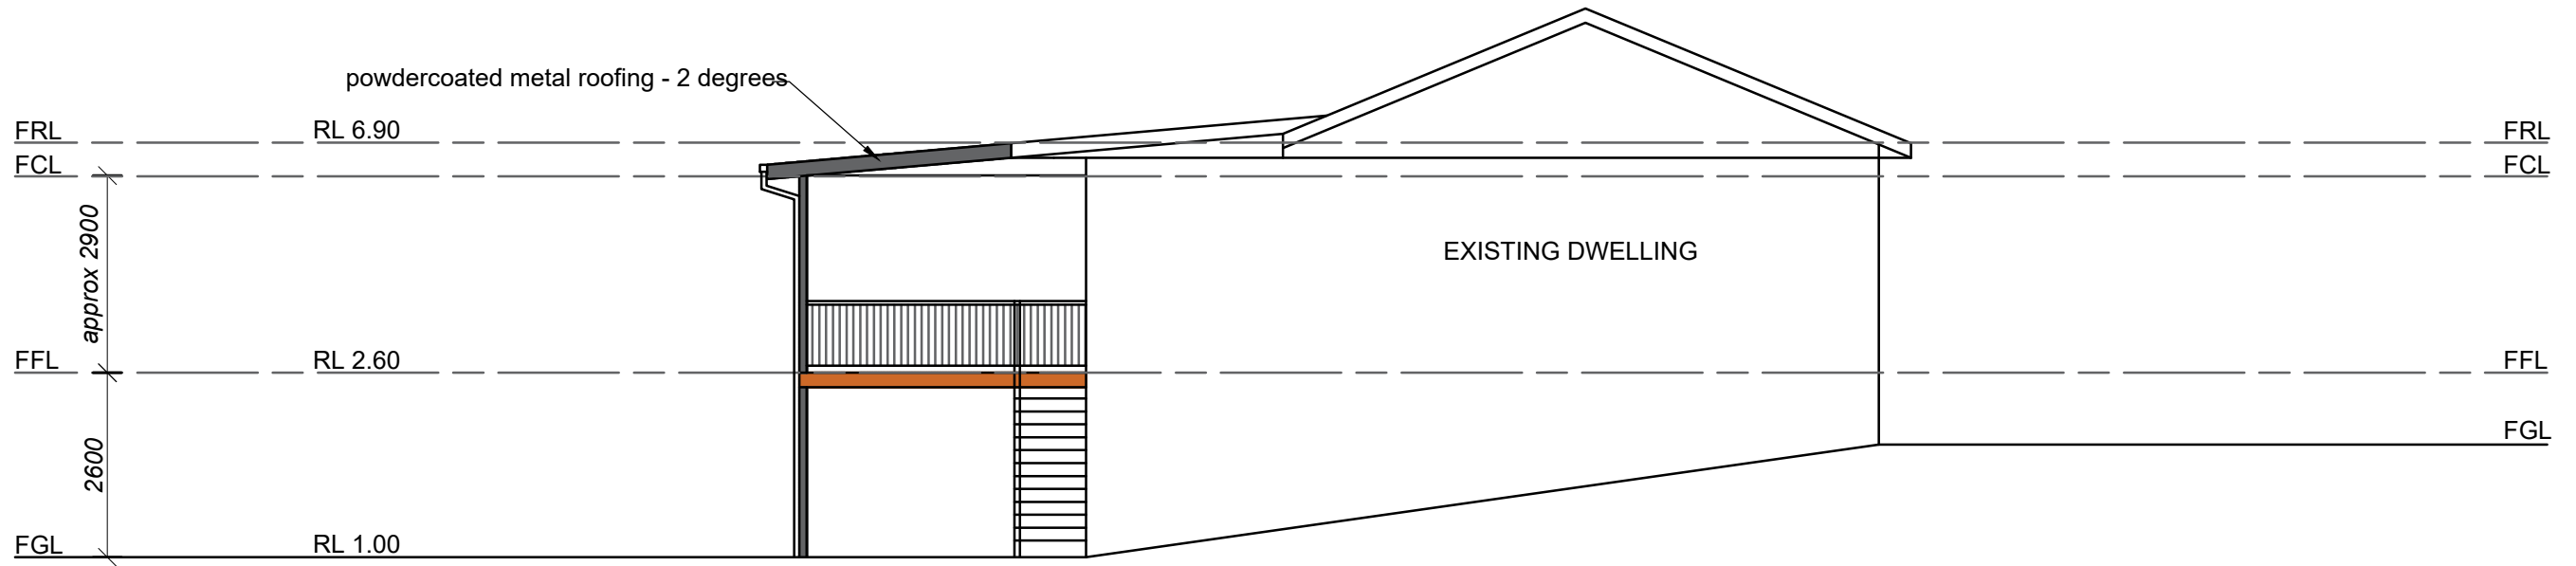 powdercoated metal roofing - 2 degrees
FRL RL 6.90 FRL
FCL FCL
approx 2900
EXISTING DWELLING
FFL RL 2.60 FFL
FGL
2600
FGL RL 1.00